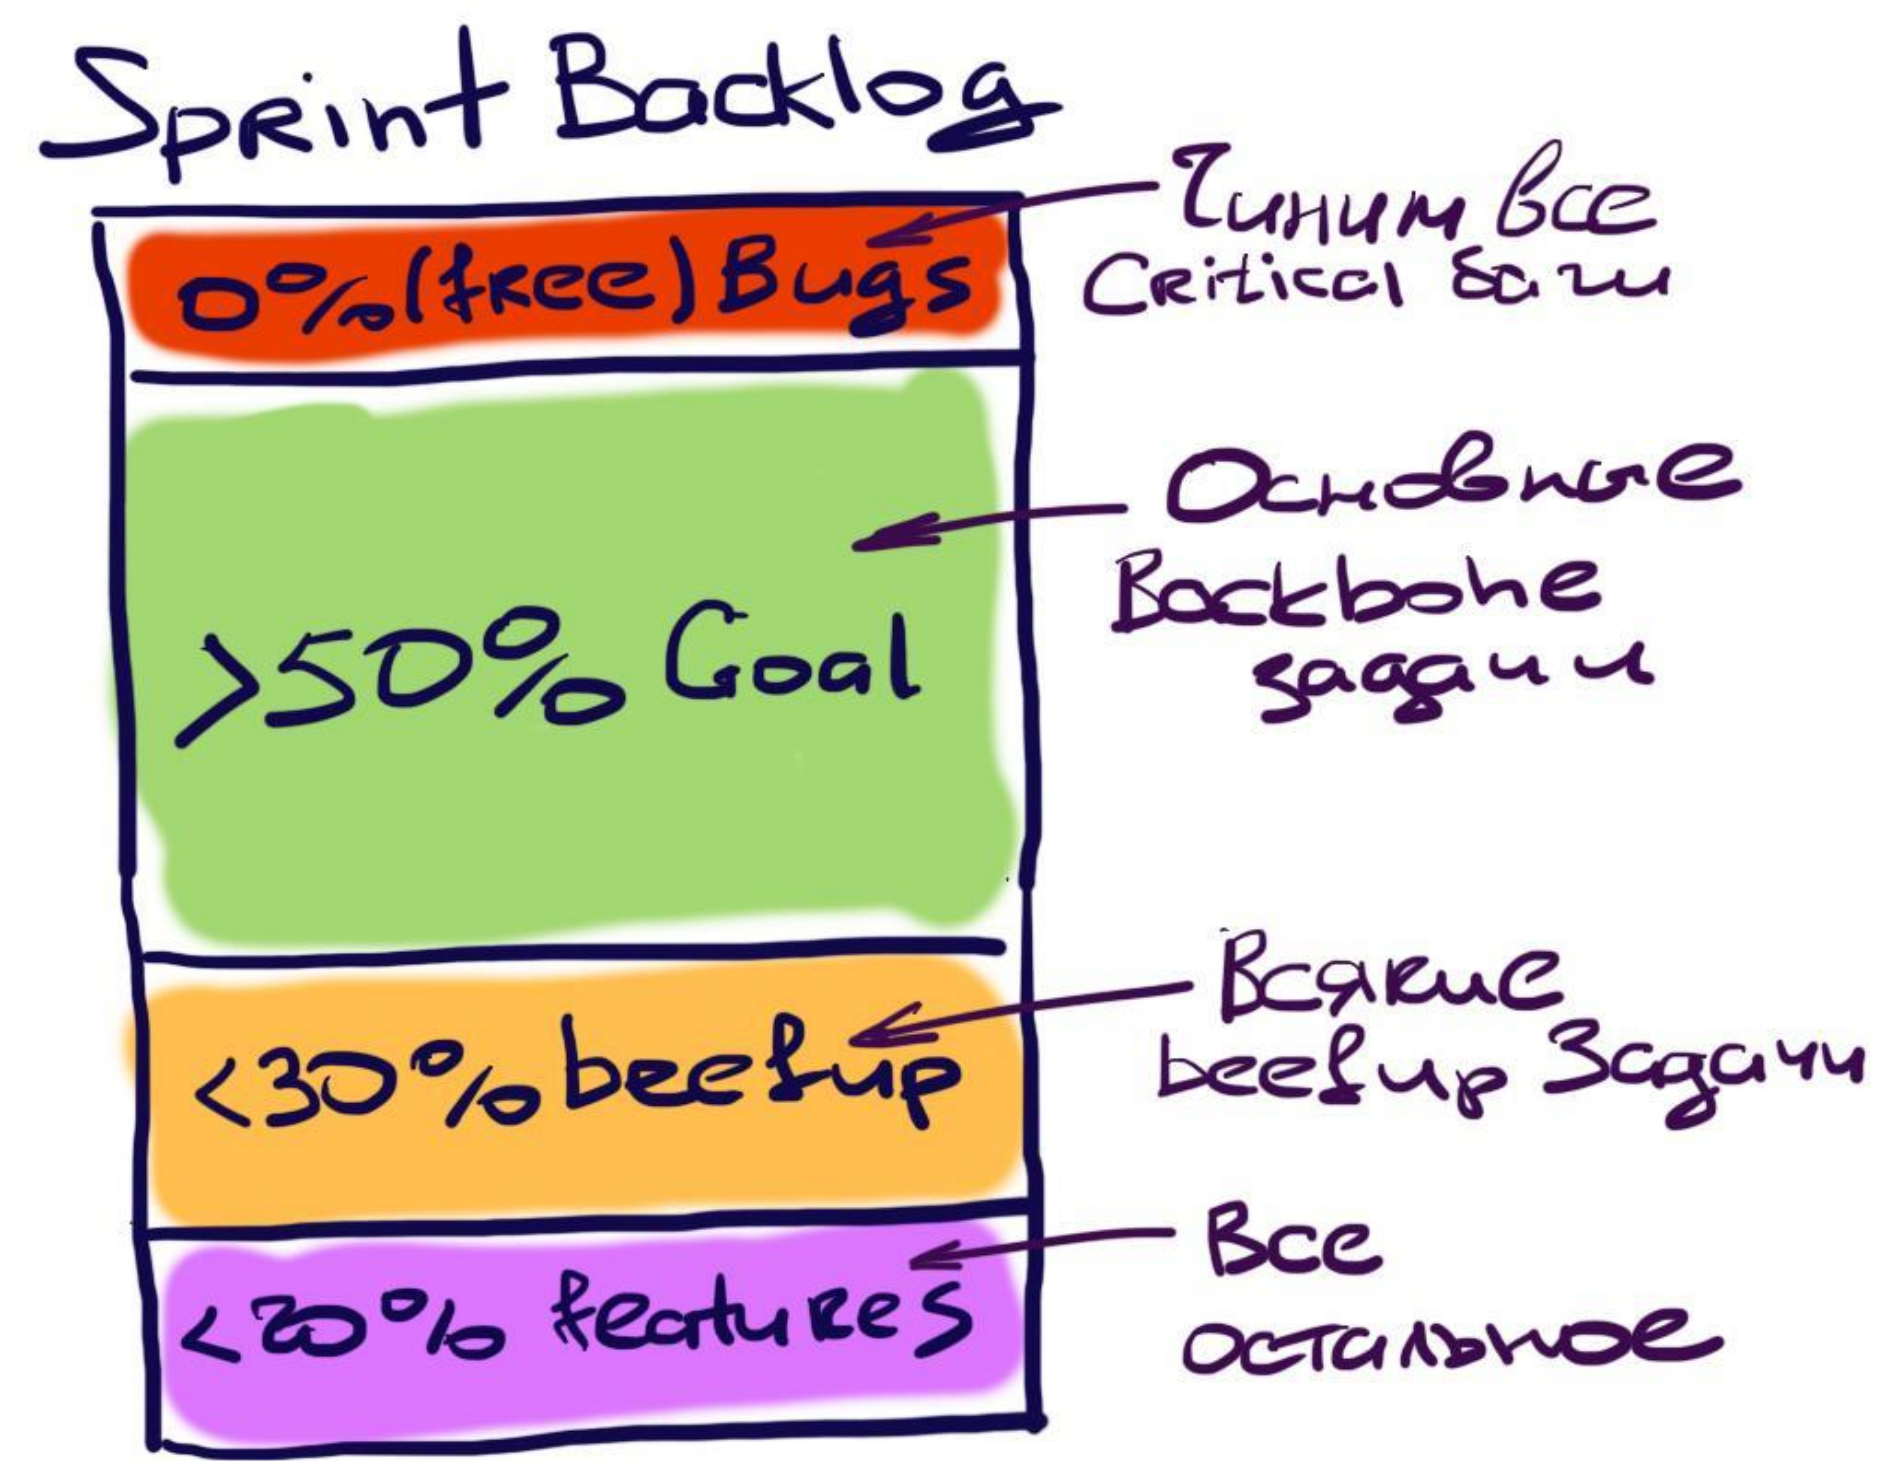 Sprint Backlog
0% (free) Bugs
Чиним все
Critical баги
>50% Goal
Основные
Backbone
задачи
<30% beefup
Всякие
beefup Задачи
<20% features
Все
остальное